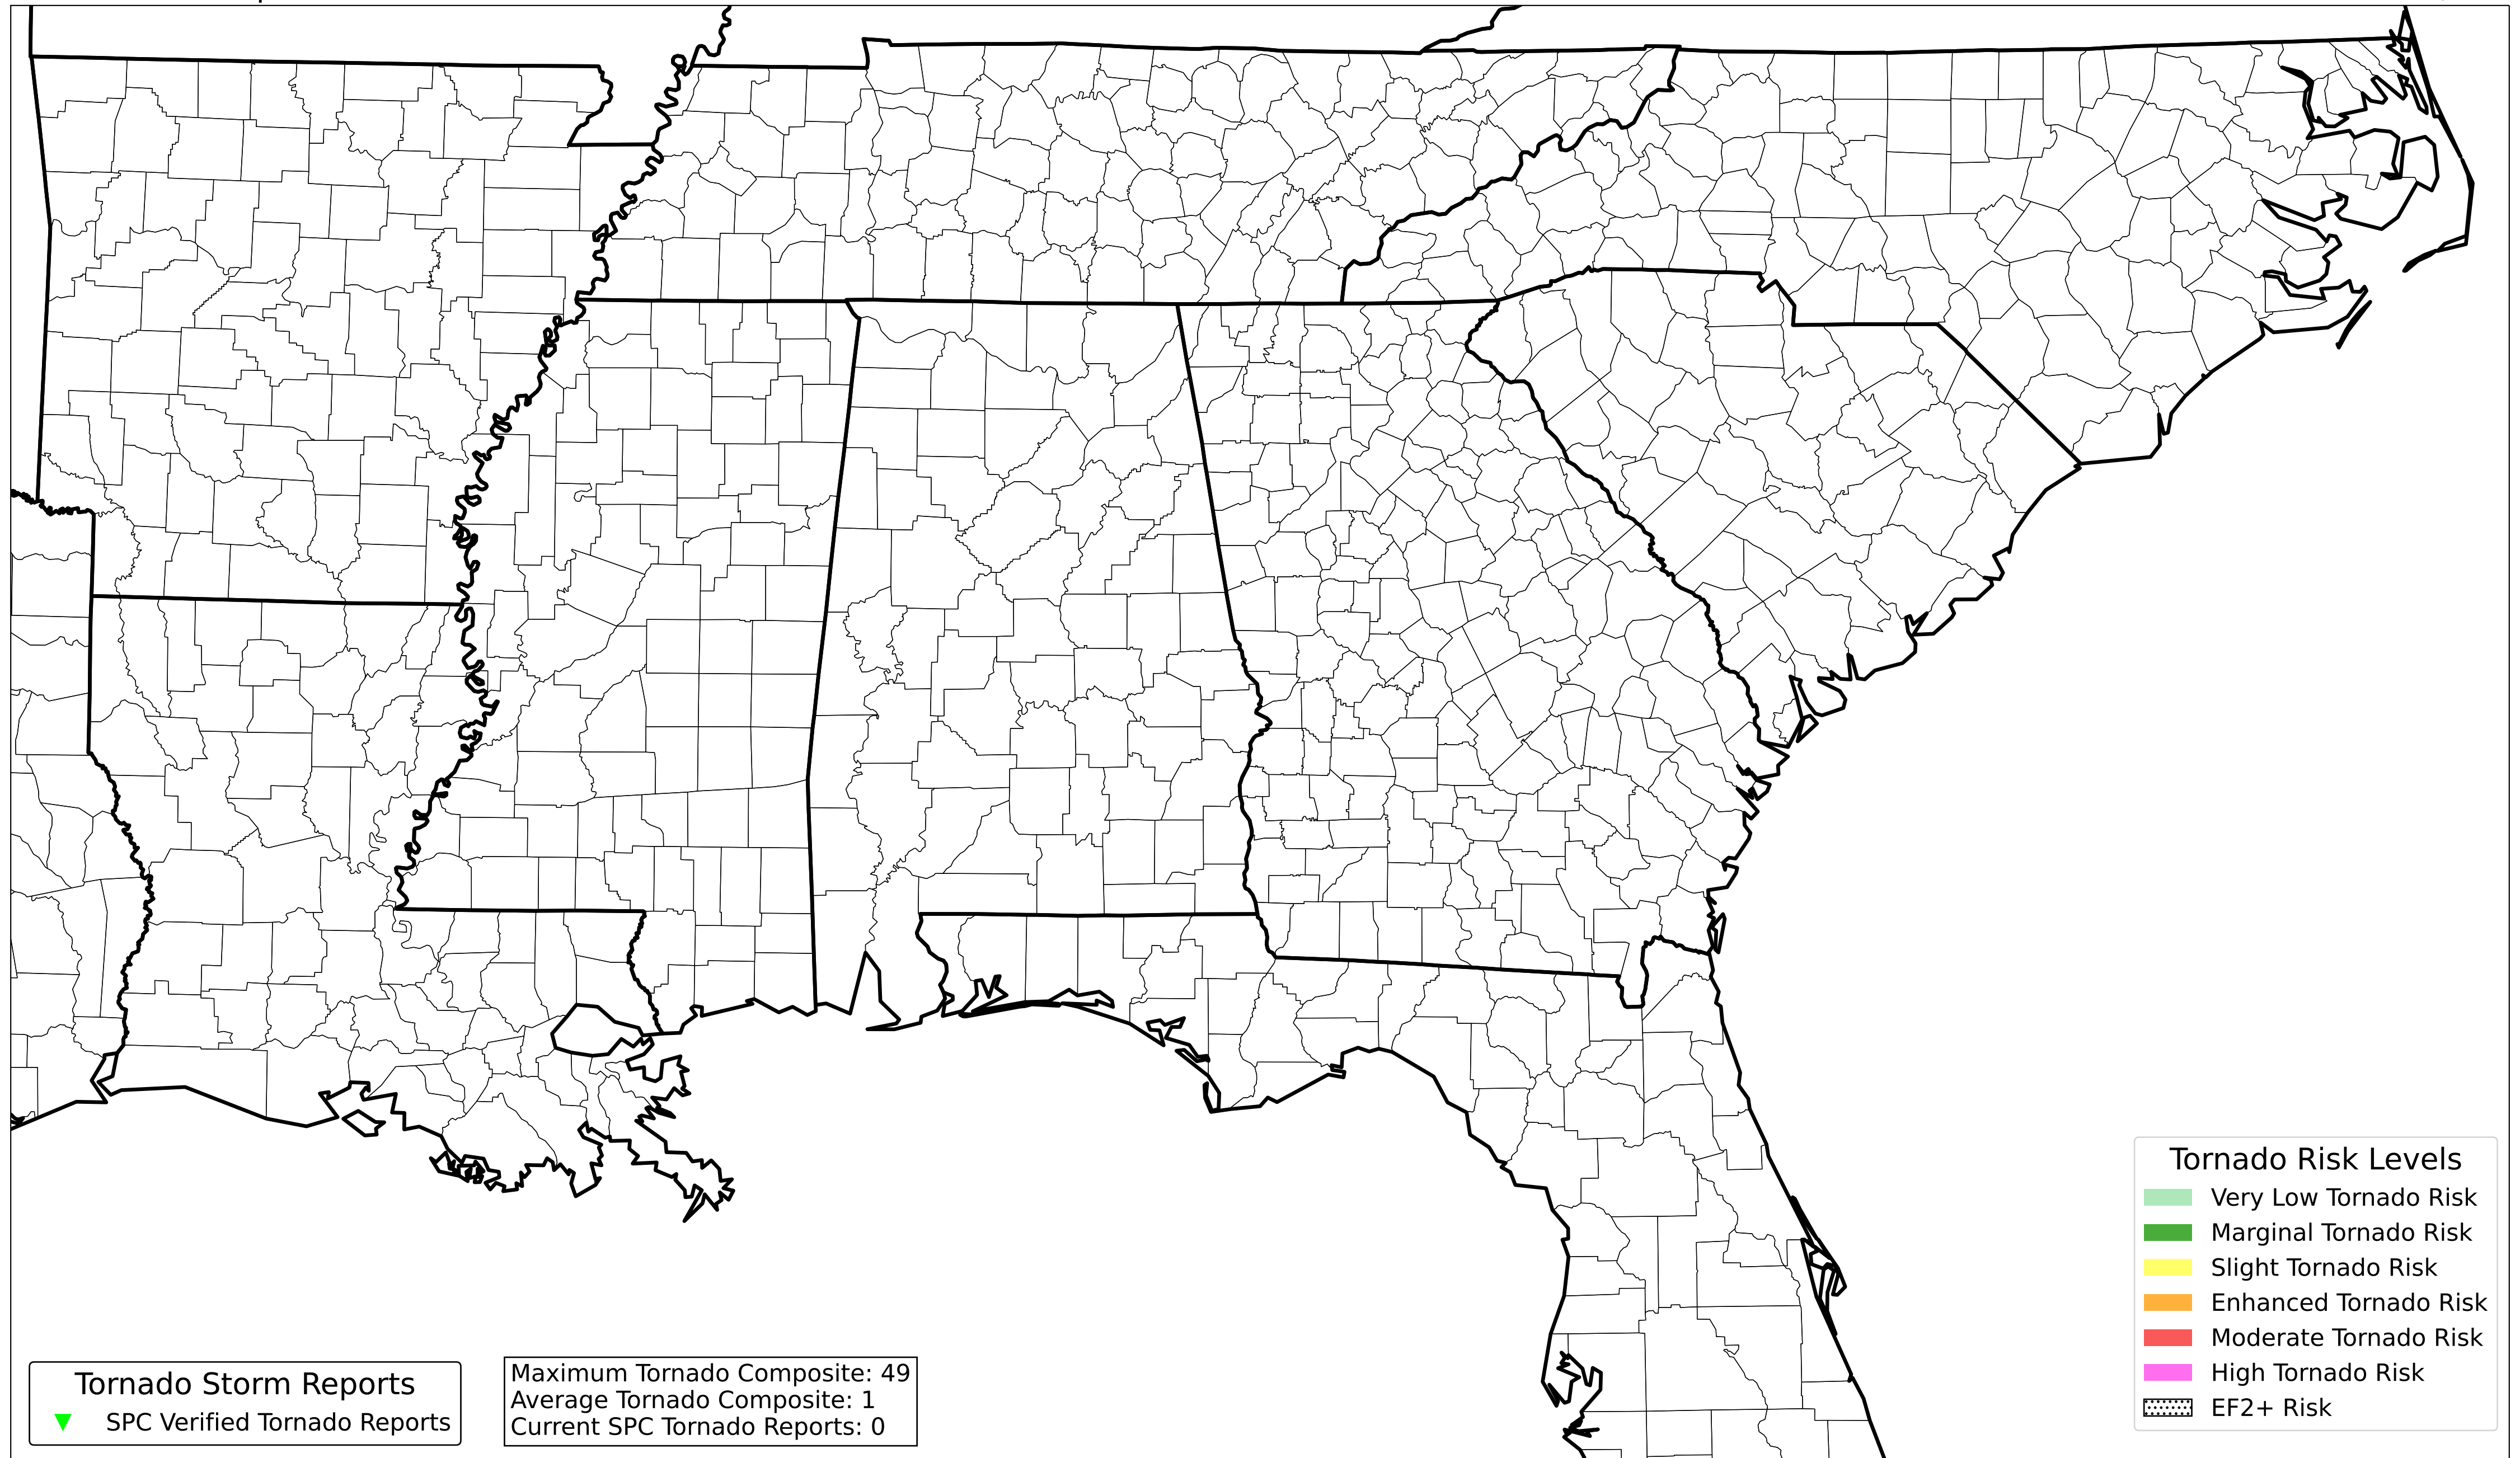 Tornado Risk Levels
Very Low Tornado Risk
Marginal Tornado Risk
Slight Tornado Risk
Enhanced Tornado Risk
Moderate Tornado Risk
High Tornado Risk
EF2+ Risk
Tornado Storm Reports
SPC Verified Tornado Reports
Maximum Tornado Composite: 49
Average Tornado Composite: 1
Current SPC Tornado Reports: 0